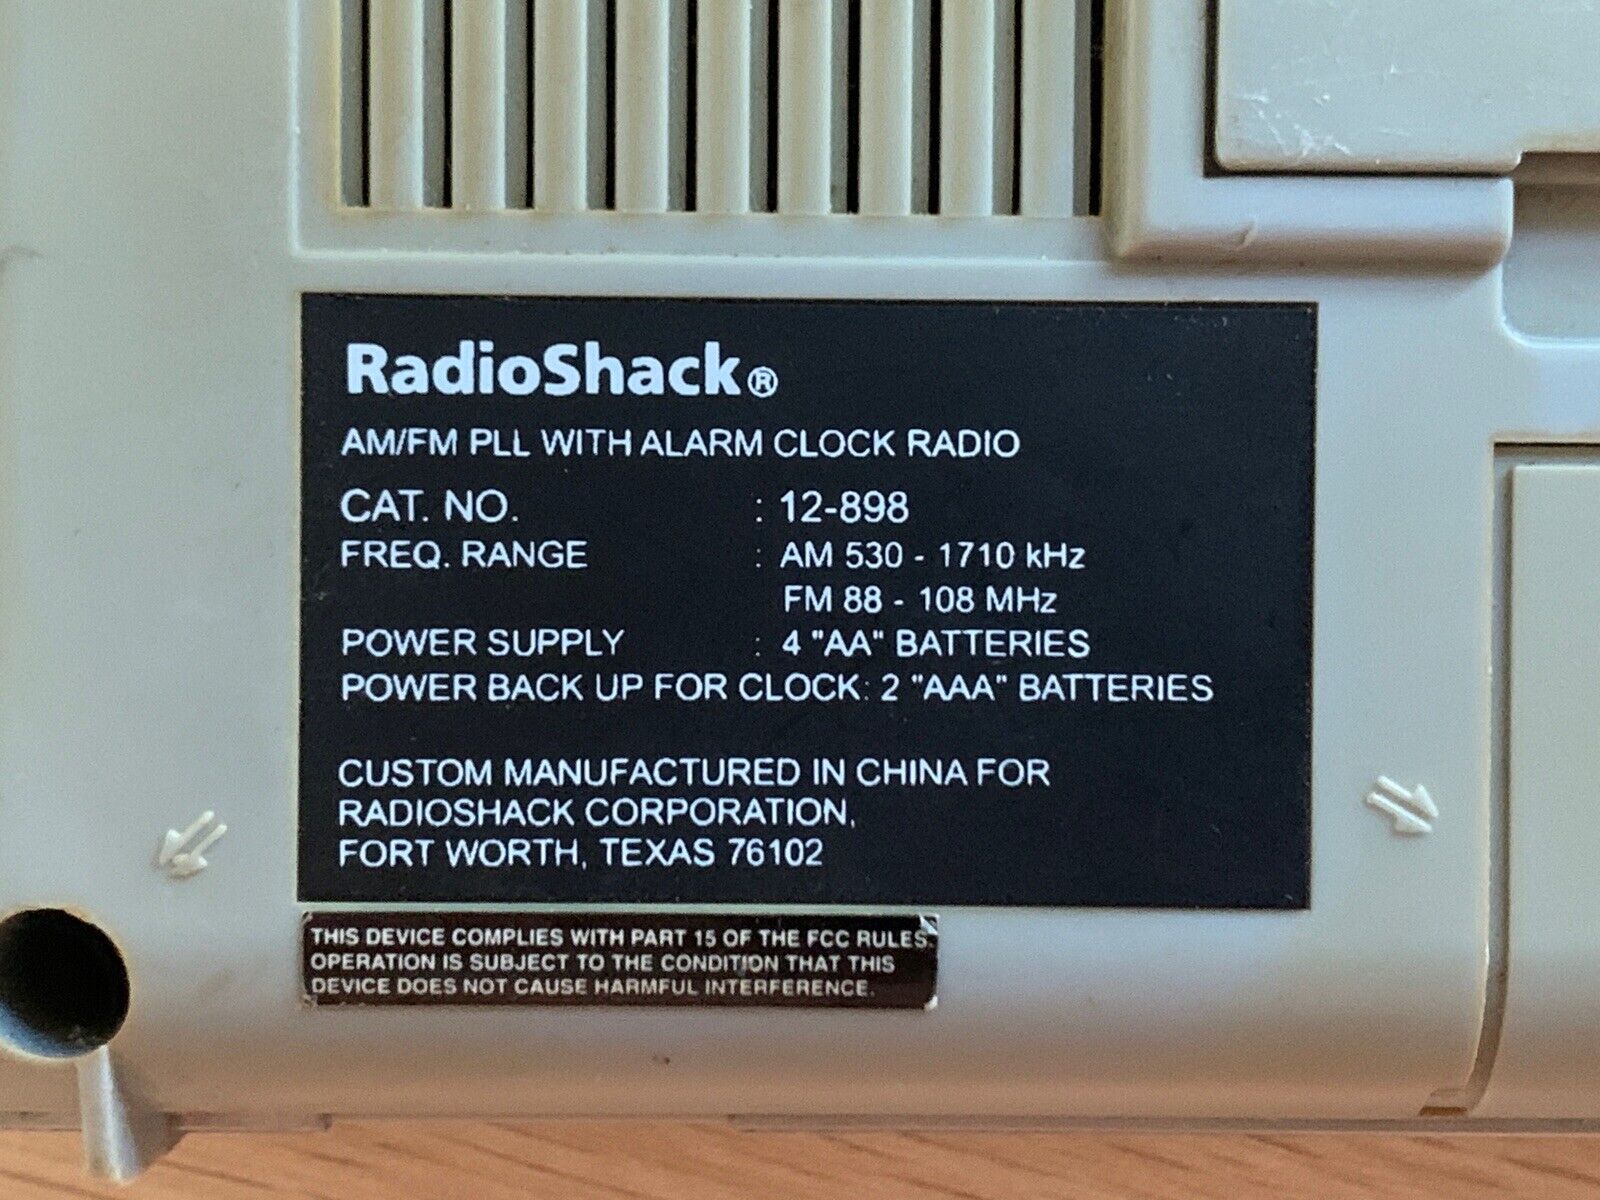 RadioShack®
AM/FM PLL WITH ALARM CLOCK RADIO
CAT. NO. : 12-898
FREQ. RANGE : AM 530 - 1710 kHz
FM 88 - 108 MHz
POWER SUPPLY : 4 "AA" BATTERIES
POWER BACK UP FOR CLOCK: 2 "AAA" BATTERIES
CUSTOM MANUFACTURED IN CHINA FOR
RADIOSHACK CORPORATION,
FORT WORTH, TEXAS 76102
THIS DEVICE COMPLIES WITH PART 15 OF THE FCC RULES.
OPERATION IS SUBJECT TO THE CONDITION THAT THIS
DEVICE DOES NOT CAUSE HARMFUL INTERFERENCE.